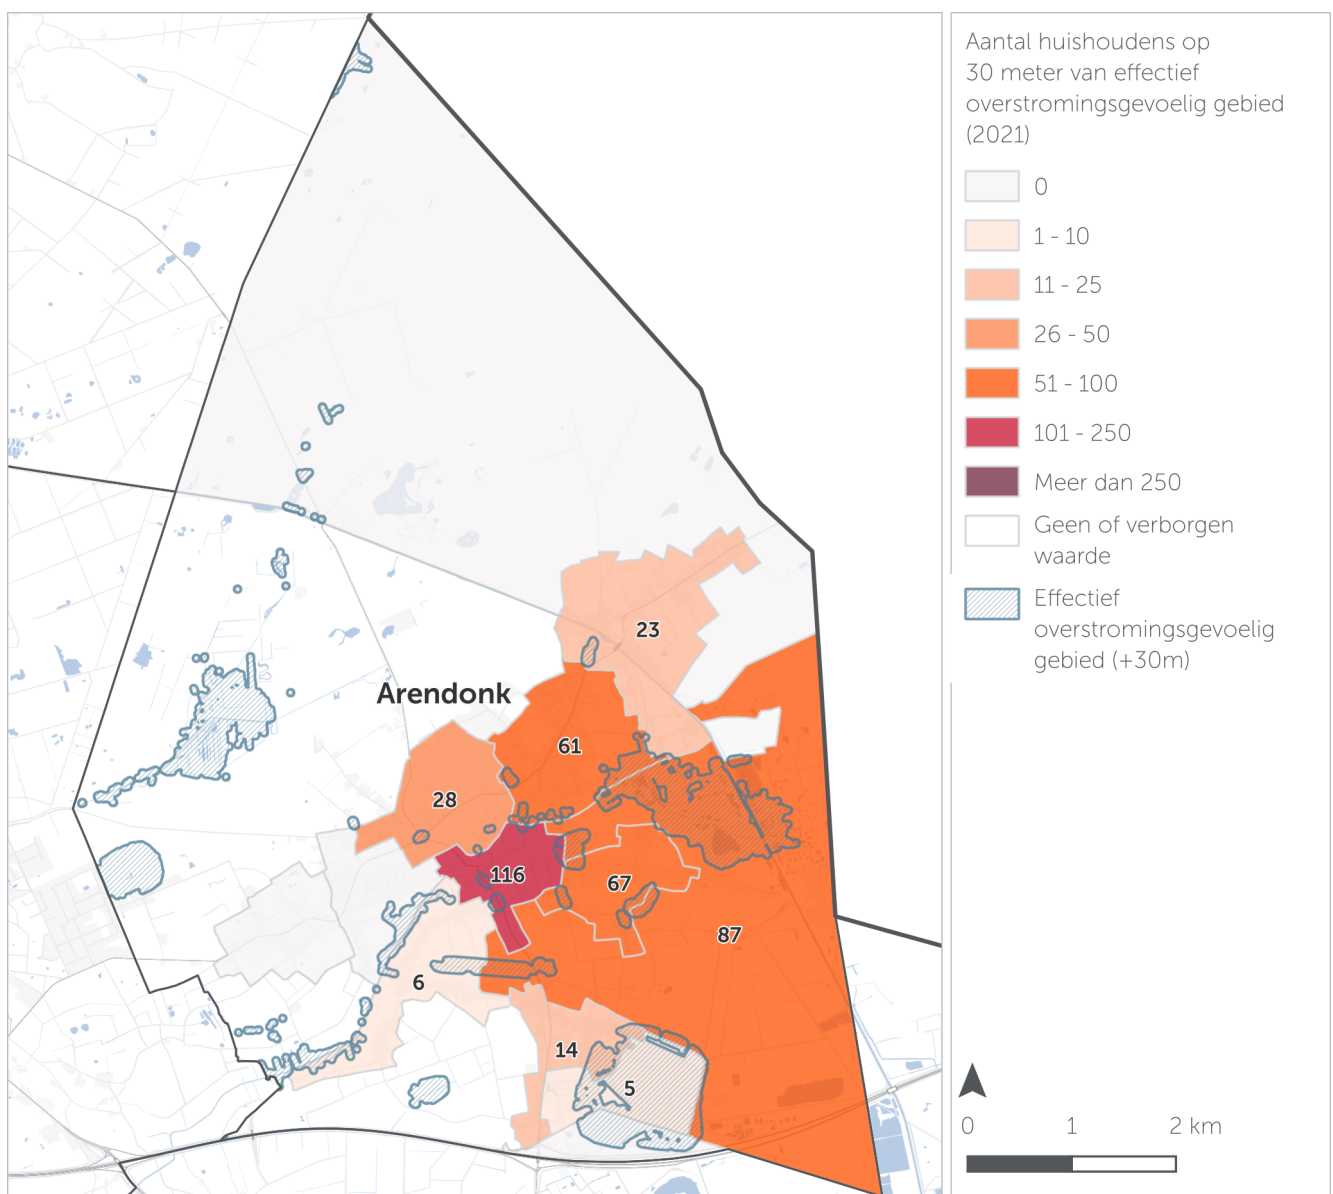 Aantal huishoudens op
30 meter van effectief
overstromingsgevoelig gebied
(2021)
0
1 - 10
11 - 25
26 - 50
51 - 100
101 - 250
Meer dan 250
Geen of verborgen
waarde
Effectief
overstromingsgevoelig
gebied (+30m)
23
Arendonk
61
28
116
67
87
6
14
5
0 1 2 km